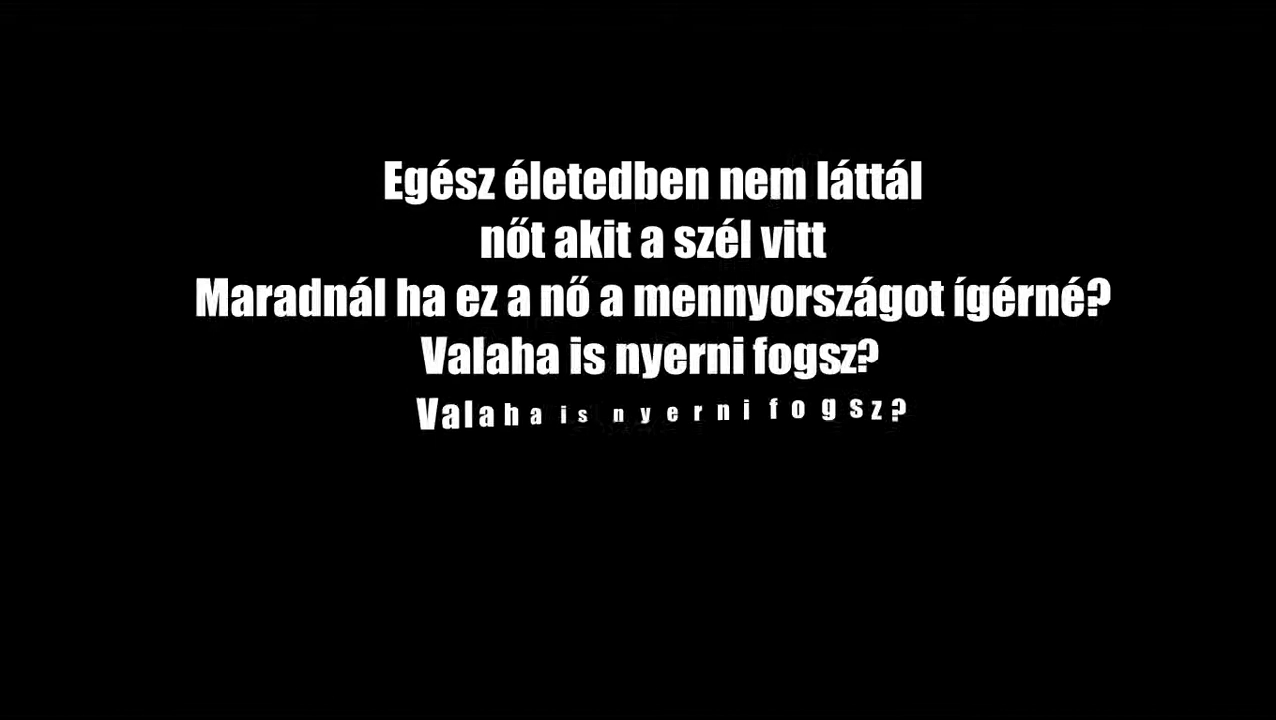 Egész életedben nem láttál
nőt akit a szél vitt
Maradnál ha ez a nő a mennyországot ígérné?
Valaha is nyerni fogsz?
Valaha is nyerni fogsz?